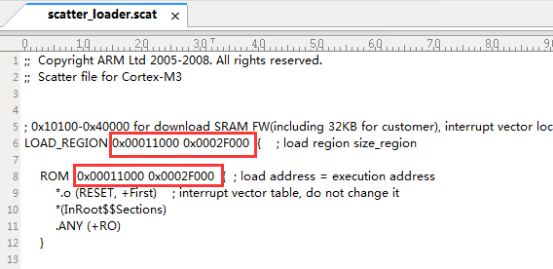 scatter_loader.scat
0 10 20 30 40 50 60 70 80 9
1 ;; Copyright ARM Ltd 2005-2008. All rights reserved.
2 ;; Scatter file for Cortex-M3
3
4
5 ; 0x10100-0x40000 for download SRAM FW(including 32KB for customer), interrupt vector loc
6 LOAD_REGION 0x00011000 0x0002F000 { ; load region size_region
7
8 ROM 0x00011000 0x0002F000 { ; load address = execution address
9 *.o (RESET, +First) ; interrupt vector table, do not change it
10 *(InRoot$$Sections)
11 .ANY (+RO)
12 }
13